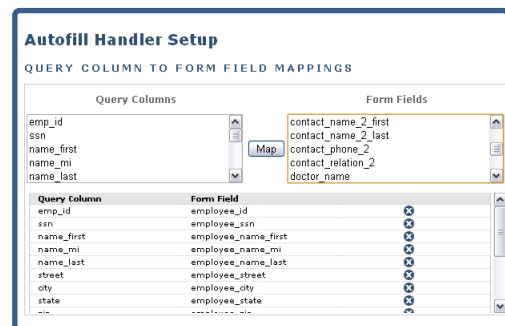 Autofill Handler Setup
QUERY COLUMN TO FORM FIELD MAPPINGS
Query Columns
Form Fields
emp_id
ssn
name_first
name_mi
name_last
Map
contact_name_2_first
contact_name_2_last
contact_phone_2
contact_relation_2
doctor_name
Query Column Form Field
emp_id employee_id
ssn employee_ssn
name_first employee_name_first
name_mi employee_name_mi
name_last employee_name_last
street employee_street
city employee_city
state employee_state